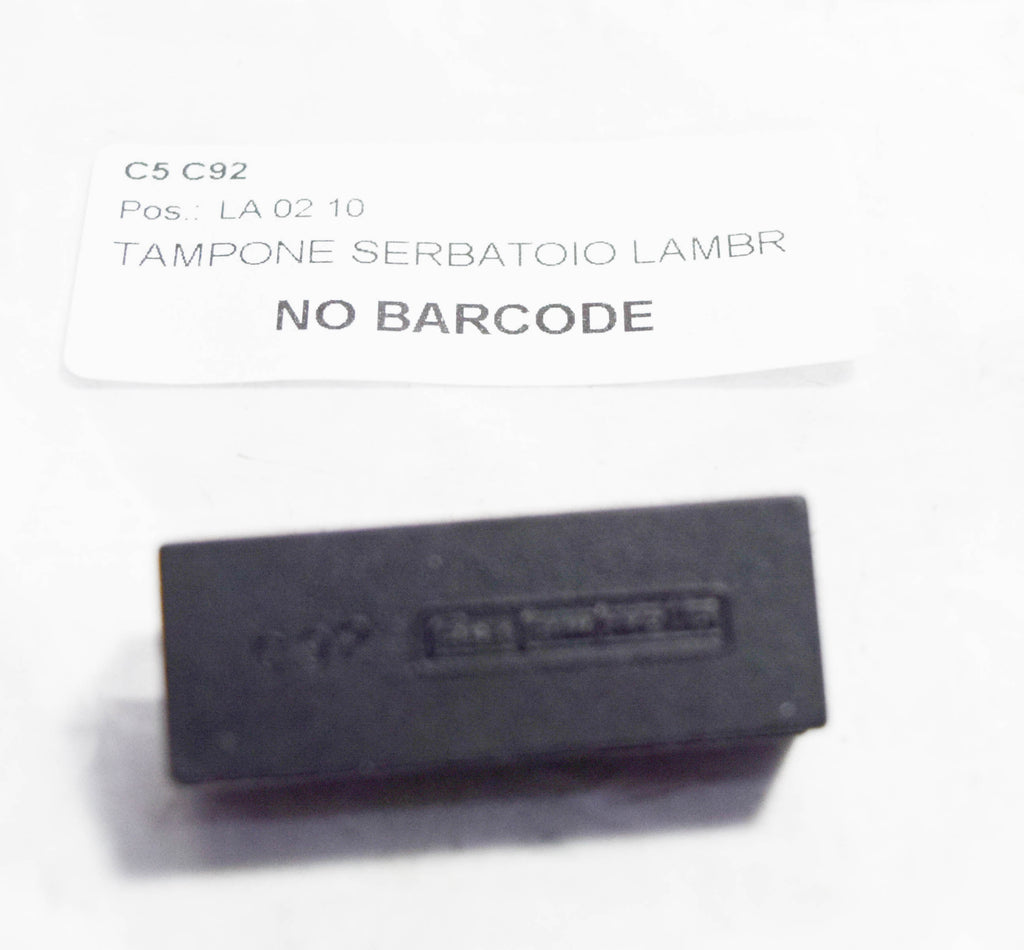 C5 C92
Pos.: LA 02 10
TAMPONE SERBATOIO LAMBR
NO BARCODE